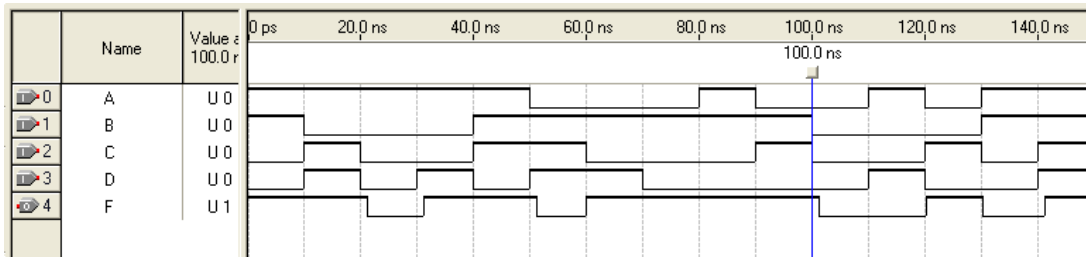 0 ps 20.0 ns 40.0 ns 60.0 ns 80.0 ns 100.0 ns 120.0 ns 140.0 ns
Name
Value a
100.0 r
100.0 ns
0 A U 0
1 B U 0
2 C U 0
3 D U 0
4 F U 1